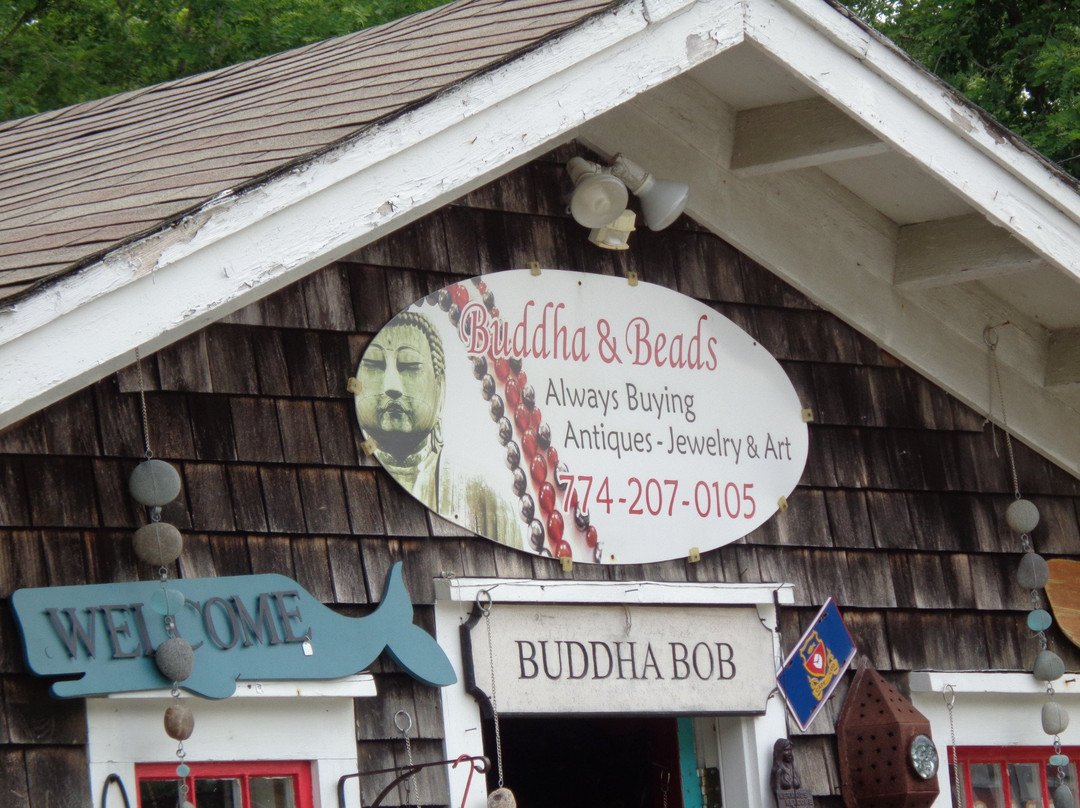 Buddha & Beads
Always Buying
Antiques - Jewelry & Art
774-207-0105
WELCOME
BUDDHA BOB